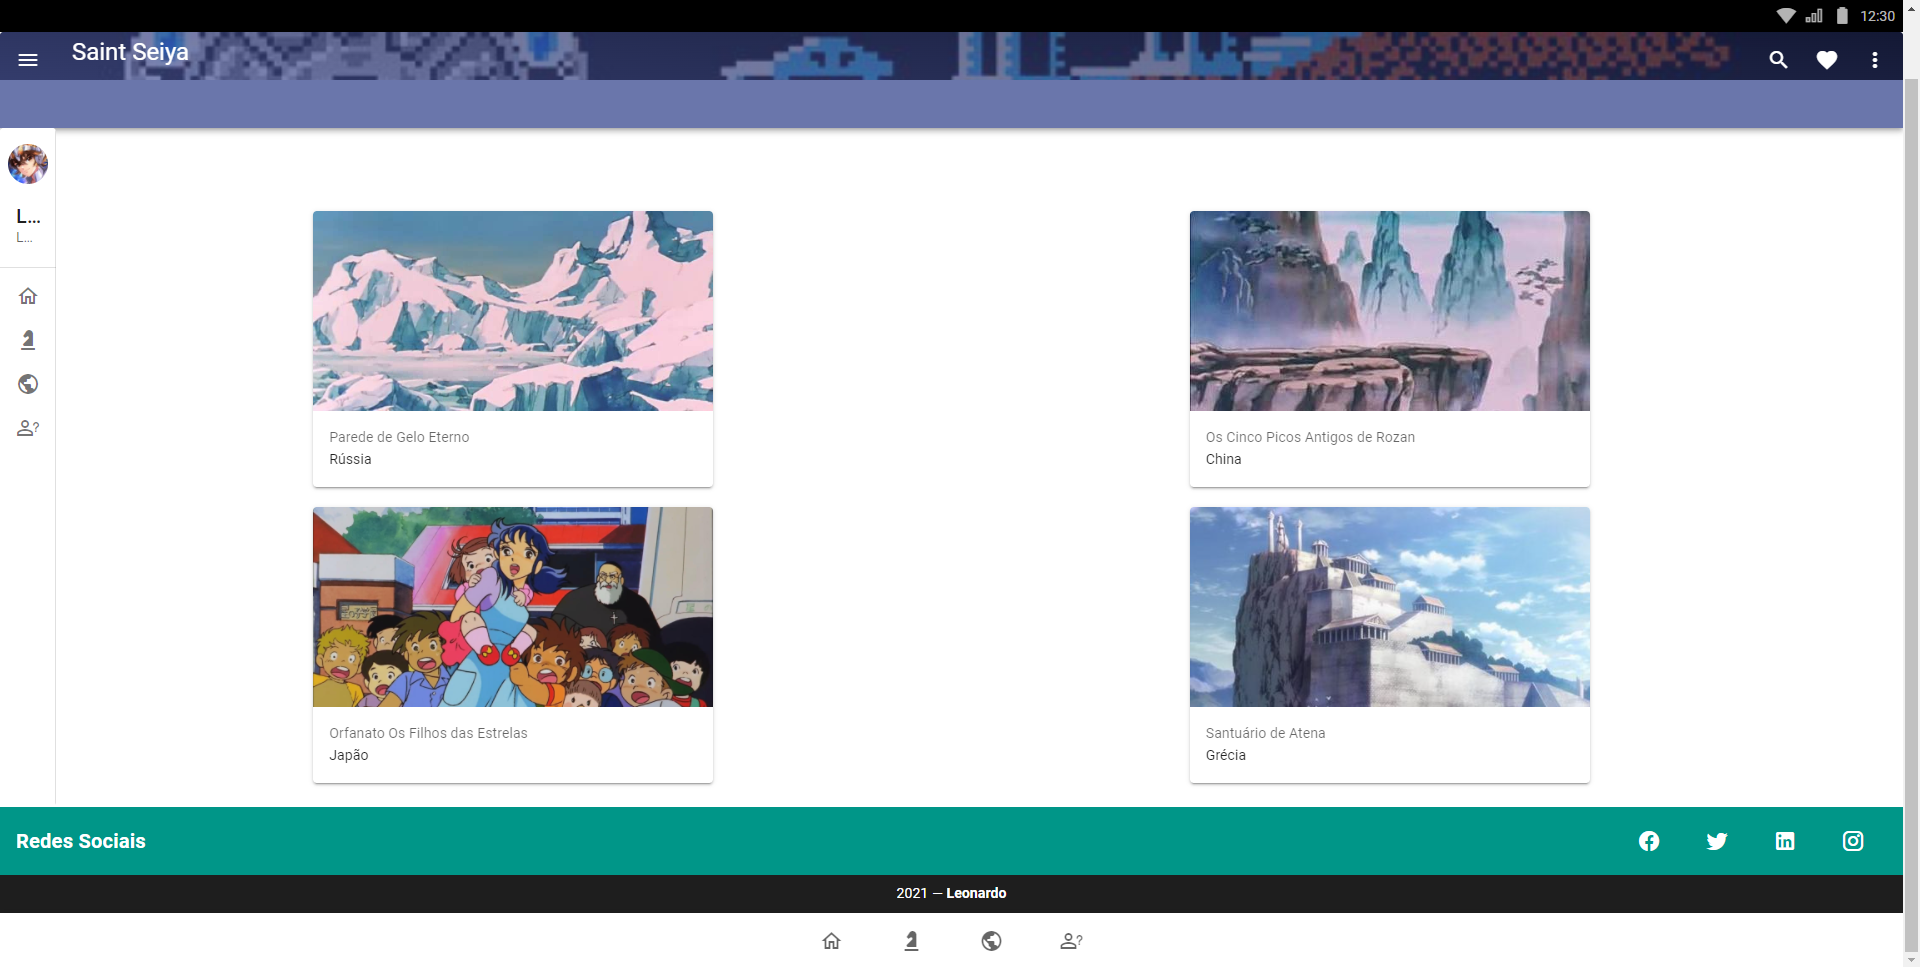 12:30
Saint Seiya
L...
L...
Parede de Gelo Eterno
Rússia
Os Cinco Picos Antigos de Rozan
China
Orfanato Os Filhos das Estrelas
Japão
Santuário de Atena
Grécia
Redes Sociais
2021 — Leonardo